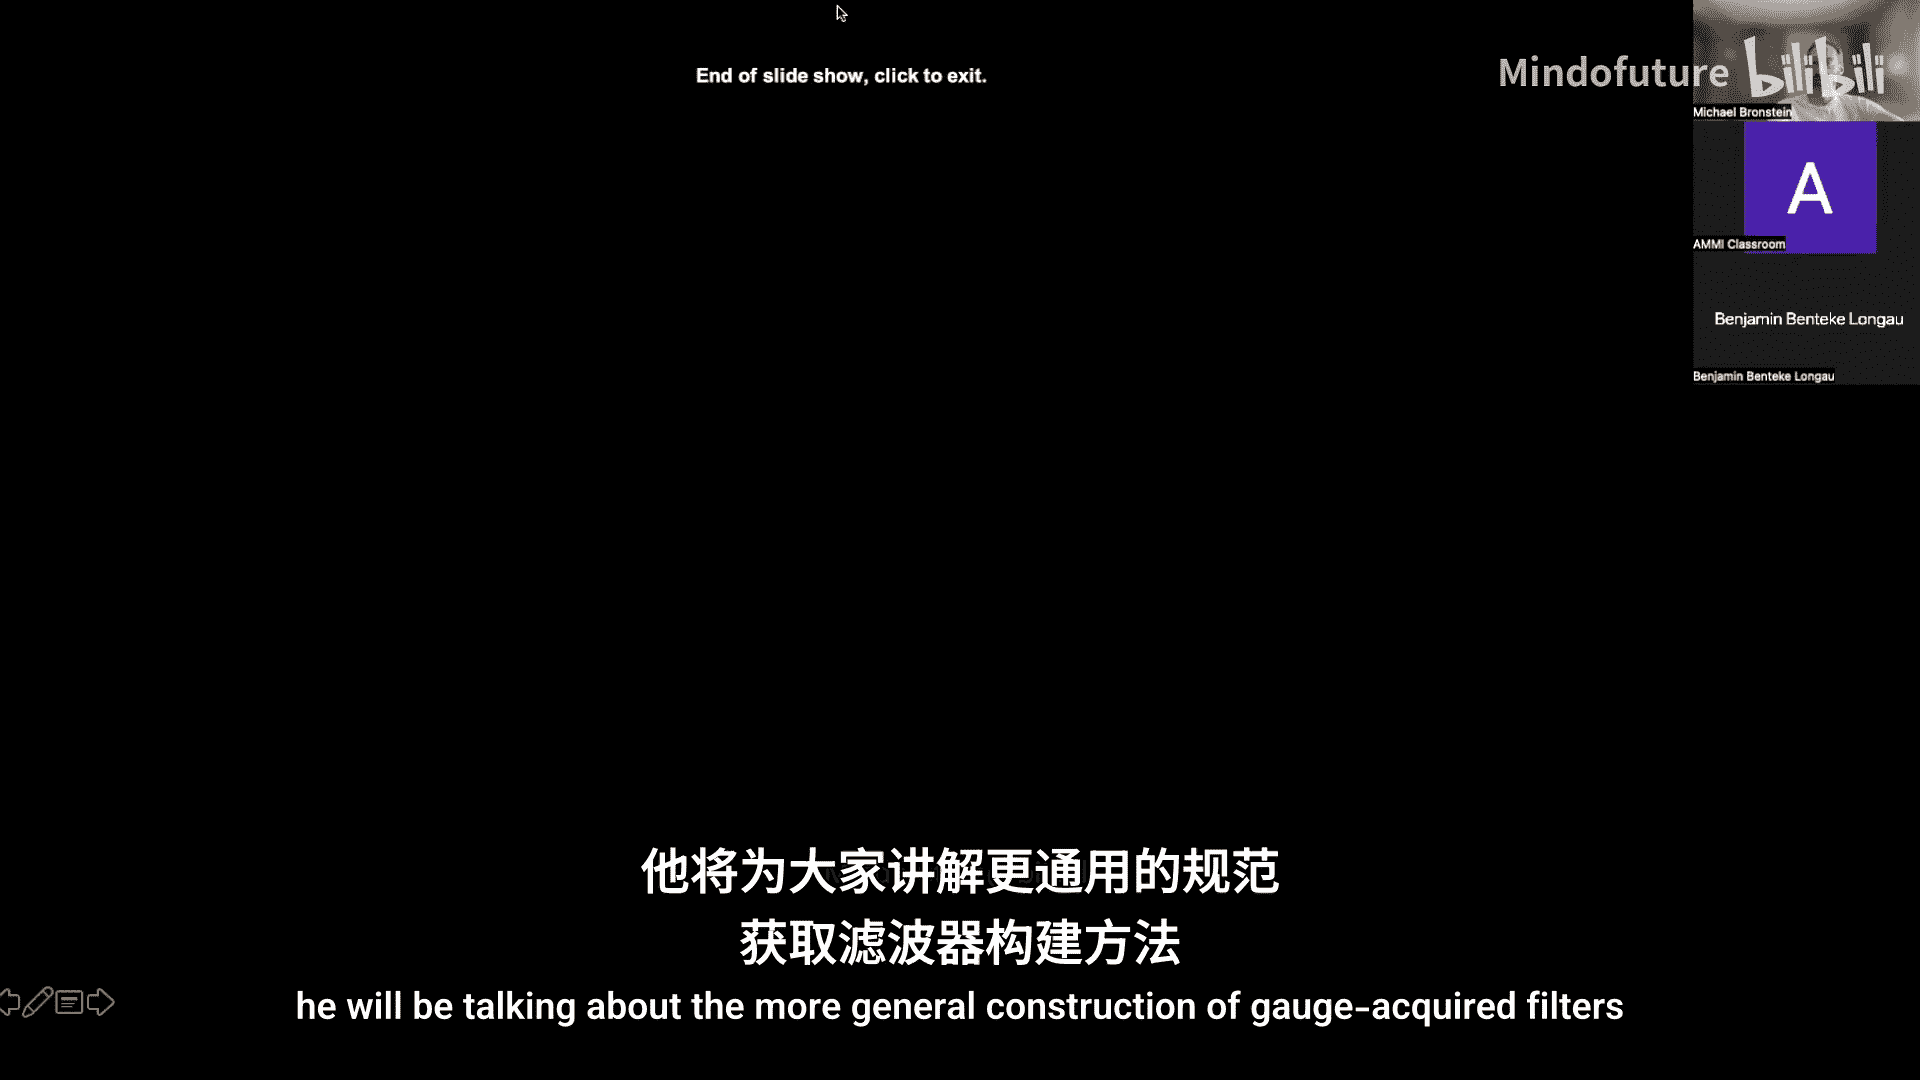 End of slide show, click to exit.
Mindofuture bilibili
Michael Bronstein
A
AMMI Classroom
Benjamin Benteke Longau
Benjamin Benteke Longau
他将为大家讲解更通用的规范
获取滤波器构建方法
he will be talking about the more general construction of gauge-acquired filters